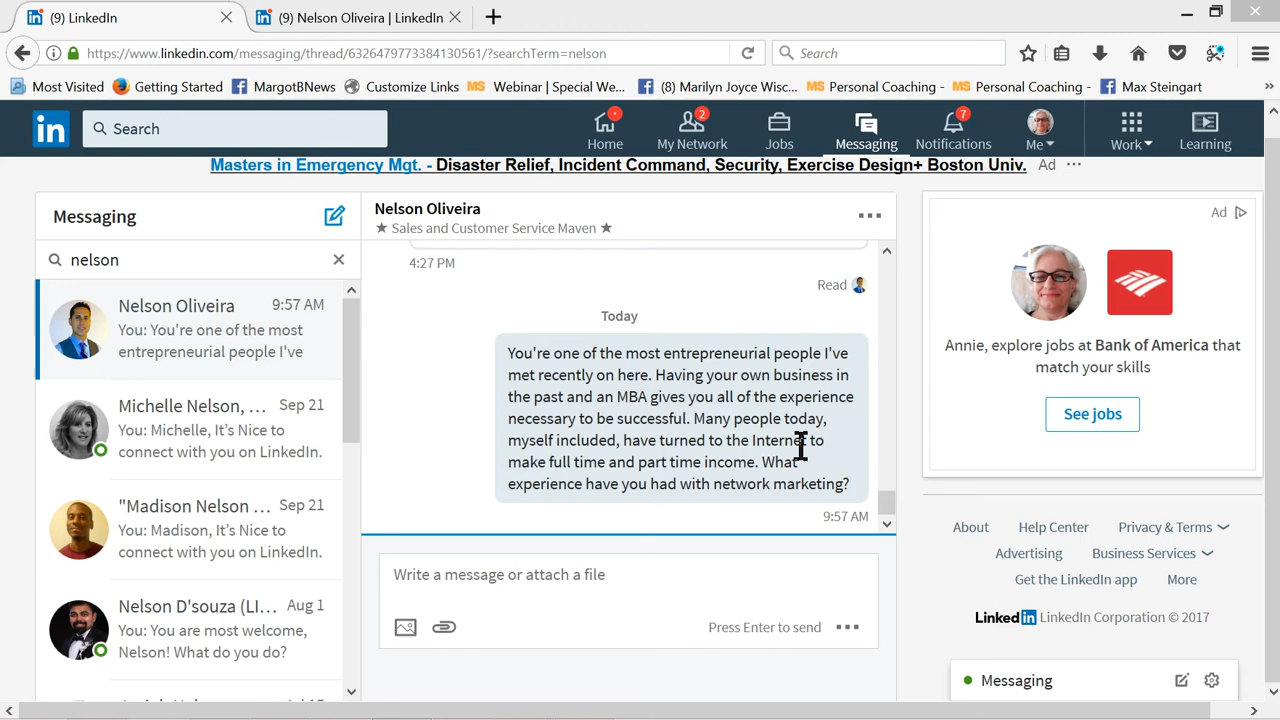 (9) LinkedIn
(9) Nelson Oliveira | LinkedIn
https://www.linkedin.com/messaging/thread/6326479773384130561/?searchTerm=nelson
Search
Most Visited
Getting Started
MargotBNews
Customize Links
MS Webinar | Special We...
(8) Marilyn Joyce Wisc...
MS Personal Coaching -
MS Personal Coaching -
Max Steingart
in
Search
Home
2
My Network
Jobs
Messaging
7
Notifications
Me
Work
Learning
Masters in Emergency Mgt. - Disaster Relief, Incident Command, Security, Exercise Design+ Boston Univ. Ad ...
Messaging
nelson
Nelson Oliveira 9:57 AM
You: You're one of the most
entrepreneurial people I've
Michelle Nelson, ... Sep 21
You: Michelle, It's Nice to
connect with you on LinkedIn.
"Madison Nelson ... Sep 21
You: Madison, It's Nice to
connect with you on LinkedIn.
Nelson D'souza (LI... Aug 1
You: You are most welcome,
Nelson! What do you do?
Nelson Oliveira
★ Sales and Customer Service Maven ★
4:27 PM
Read
Today
You're one of the most entrepreneurial people I've
met recently on here. Having your own business in
the past and an MBA gives you all of the experience
necessary to be successful. Many people today,
myself included, have turned to the Internet to
make full time and part time income. What
experience have you had with network marketing?
9:57 AM
Write a message or attach a file
Press Enter to send
Ad
Annie, explore jobs at Bank of America that
match your skills
See jobs
About Help Center Privacy & Terms
Advertising Business Services
Get the LinkedIn app More
Linked in LinkedIn Corporation © 2017
Messaging